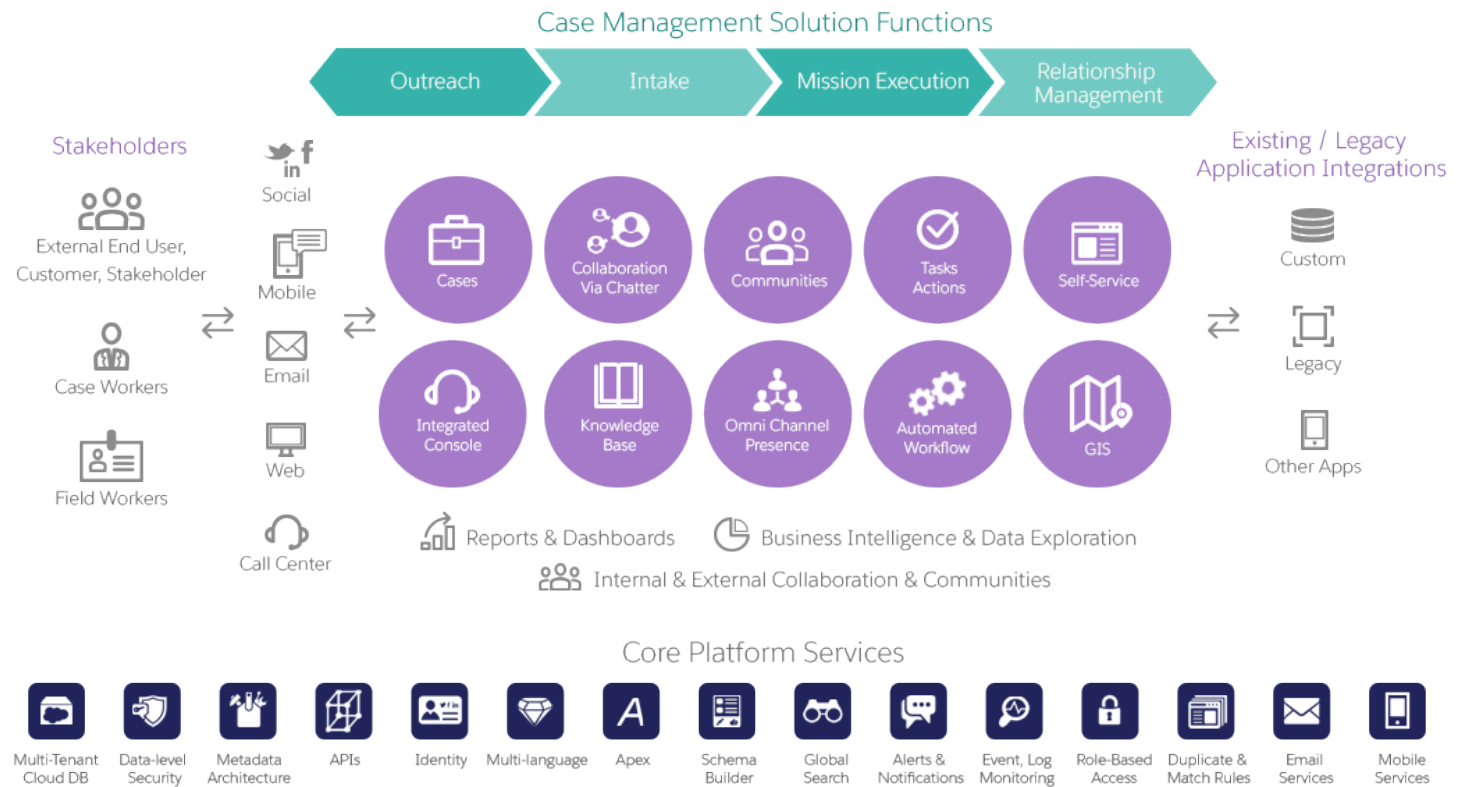 Case Management Solution Functions
Outreach
Intake
Mission Execution
Relationship
Management
Stakeholders
External End User,
Customer, Stakeholder
Case Workers
Field Workers
in
Social
Mobile
Email
Web
Call Center
Cases
Collaboration
Via Chatter
Communities
Tasks
Actions
Self-Service
Integrated
Console
Knowledge
Base
Omni Channel
Presence
Automated
Workflow
GIS
Reports & Dashboards
Business Intelligence & Data Exploration
Internal & External Collaboration & Communities
Existing / Legacy
Application Integrations
Custom
Legacy
Other Apps
Core Platform Services
Multi-Tenant
Cloud DB
Data-level
Security
Metadata
Architecture
APIs
Identity
Multi-language
A
Apex
Schema
Builder
Global
Search
Alerts &
Notifications
Event, Log
Monitoring
Role-Based
Access
Duplicate &
Match Rules
Email
Services
Mobile
Services